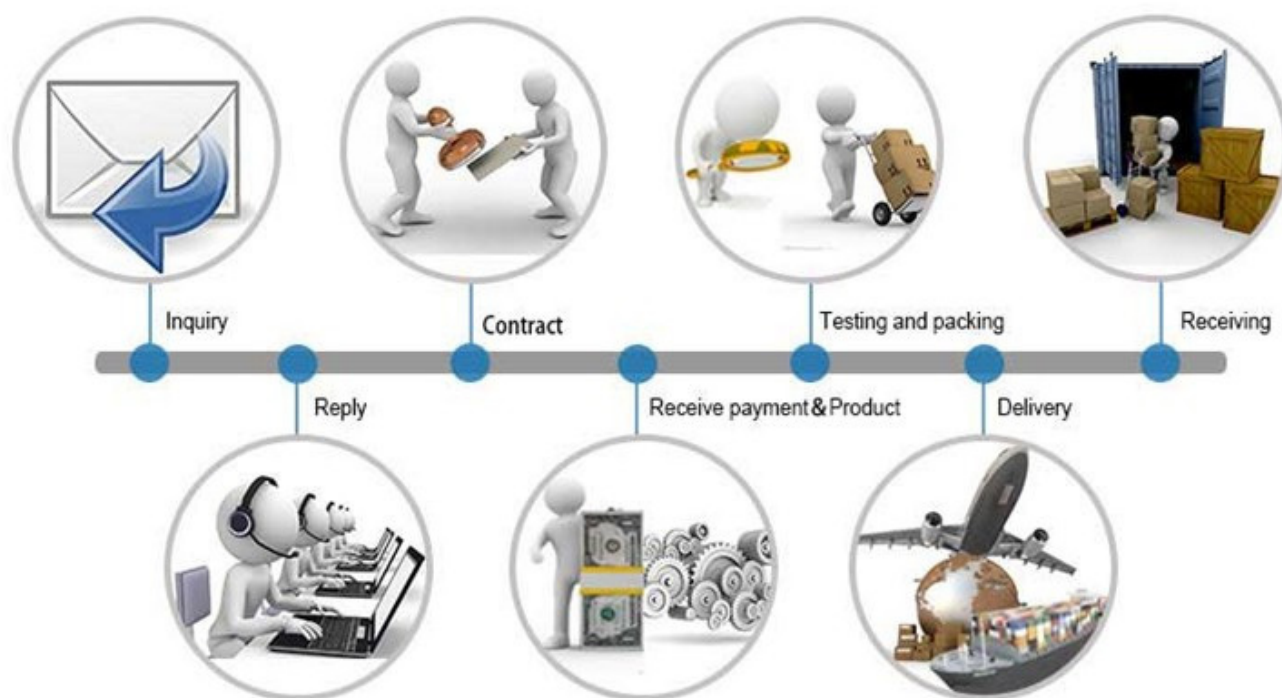 Inquiry
Reply
Contract
Receive payment&Product
Testing and packing
Delivery
Receiving